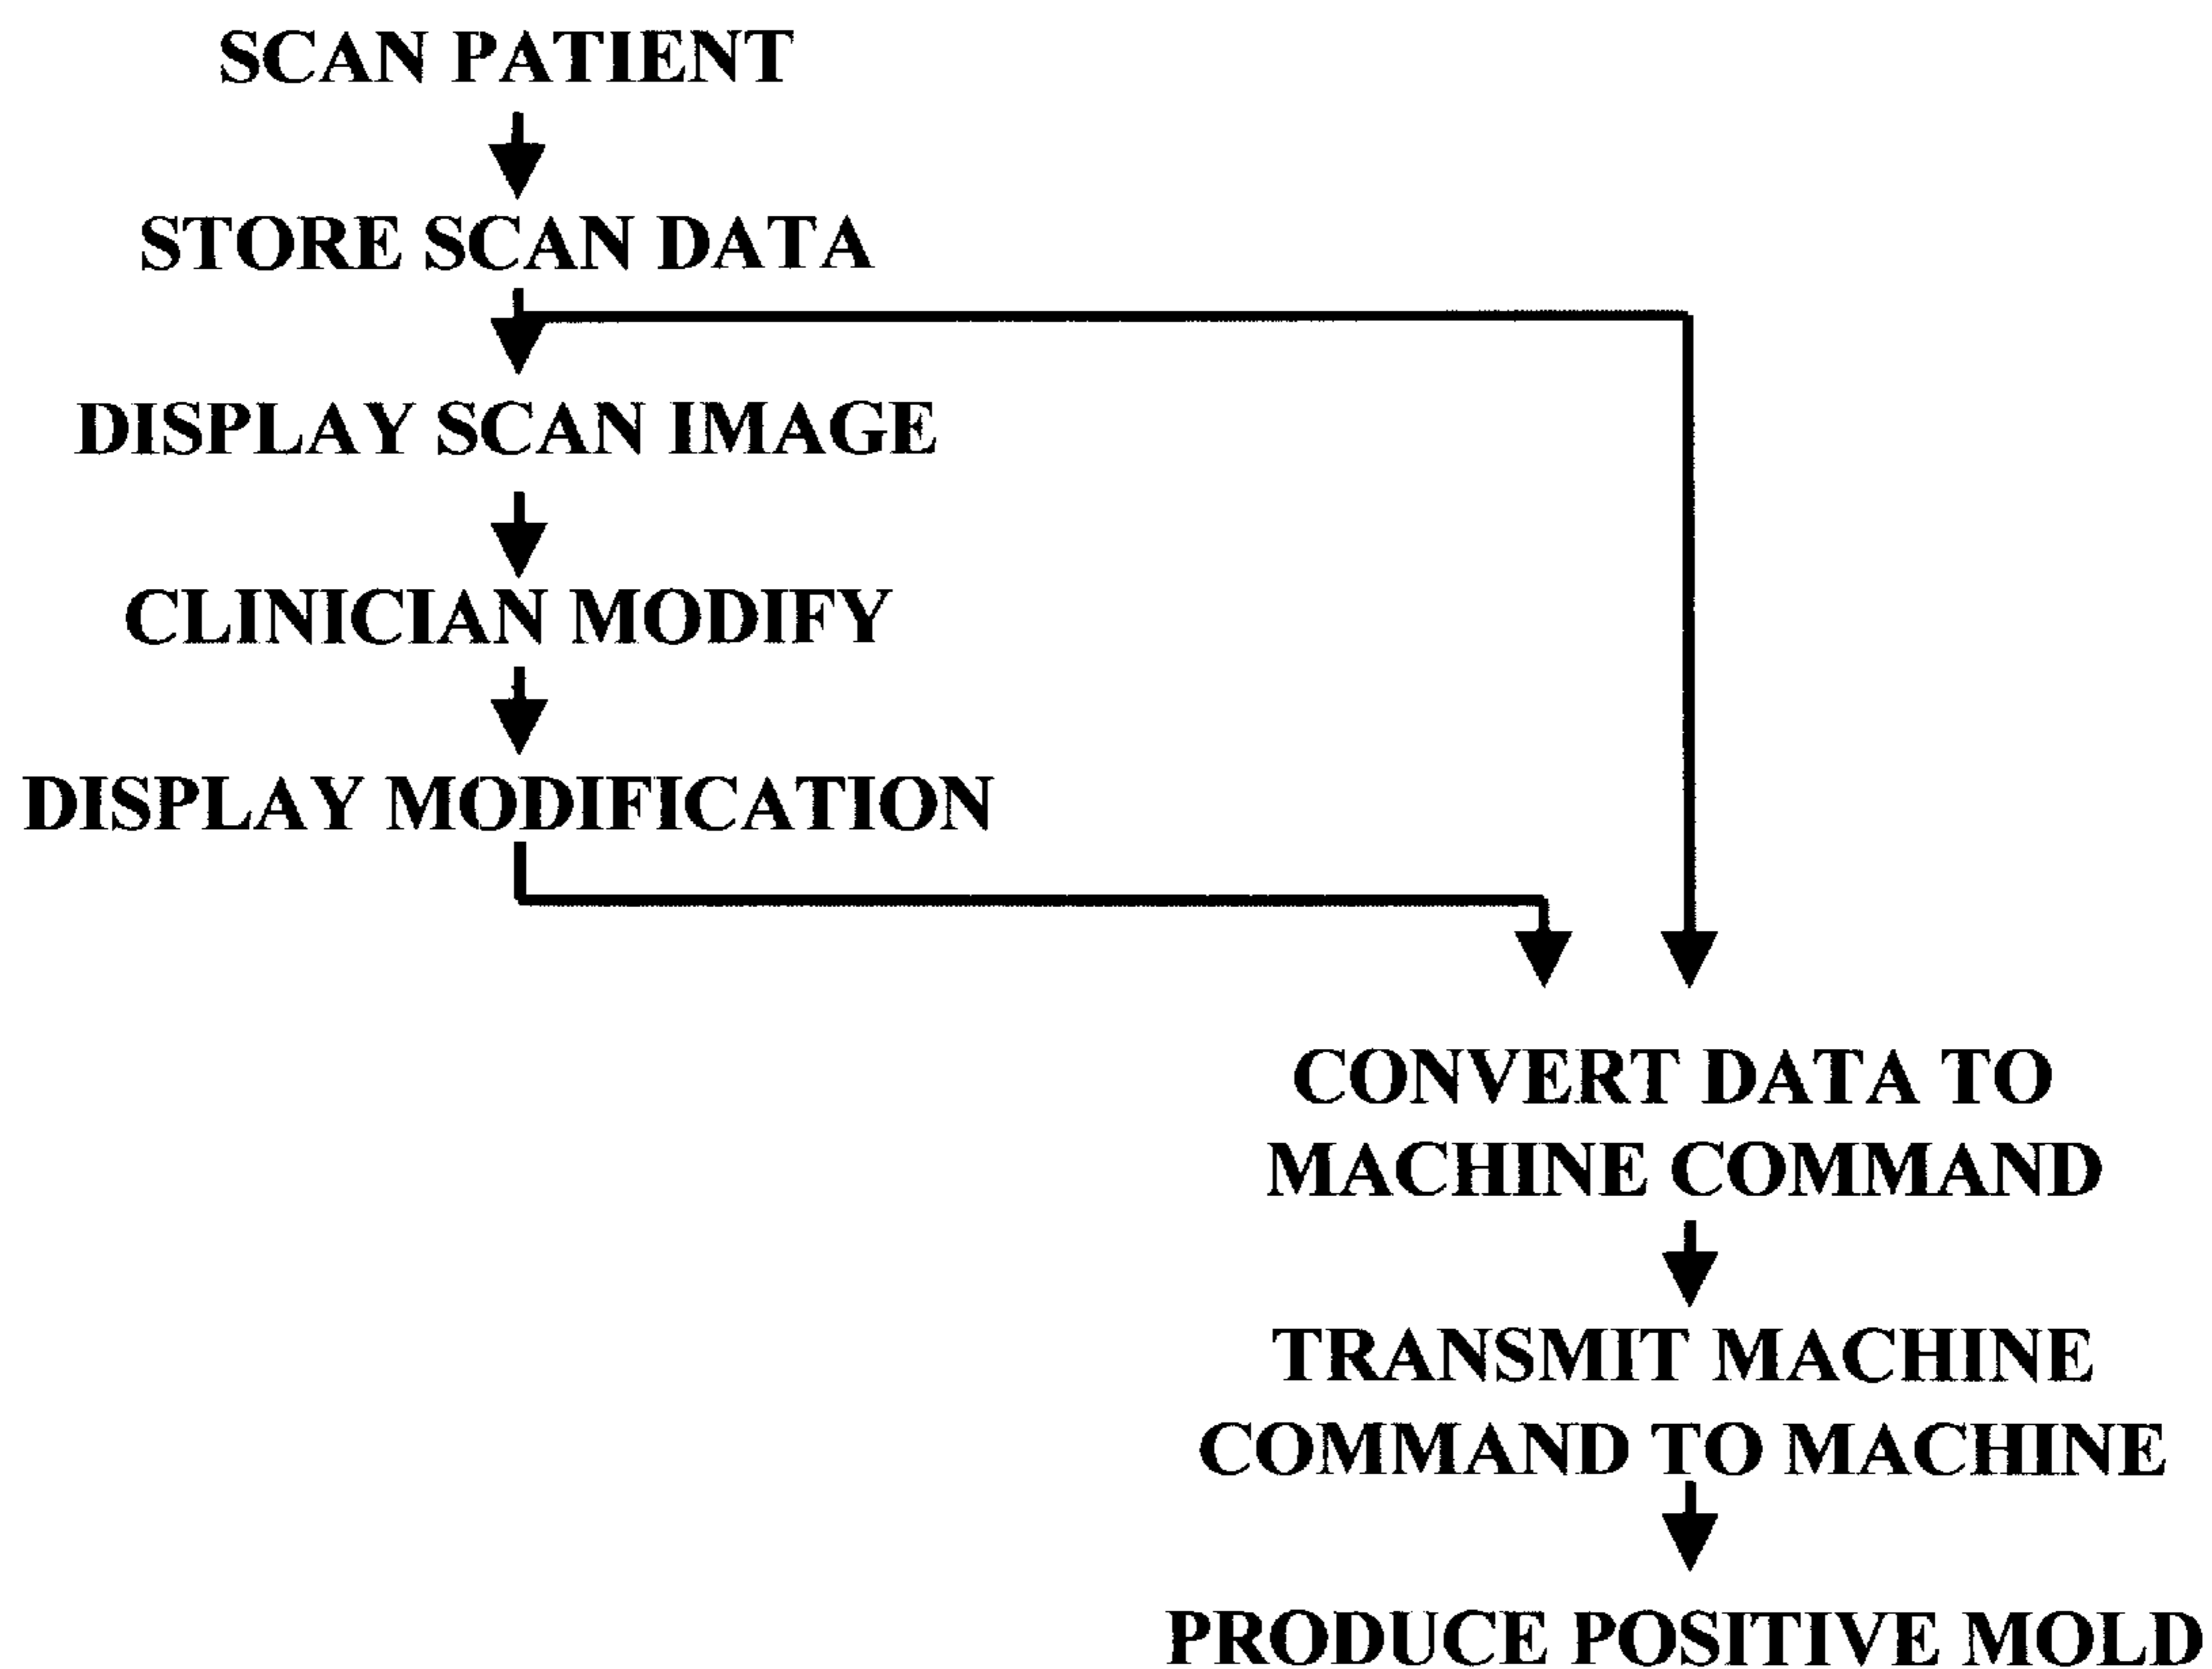 SCAN PATIENT
STORE SCAN DATA
DISPLAY SCAN IMAGE
CLINICIAN MODIFY
DISPLAY MODIFICATION
CONVERT DATA TO
MACHINE COMMAND
TRANSMIT MACHINE
COMMAND TO MACHINE
PRODUCE POSITIVE MOLD